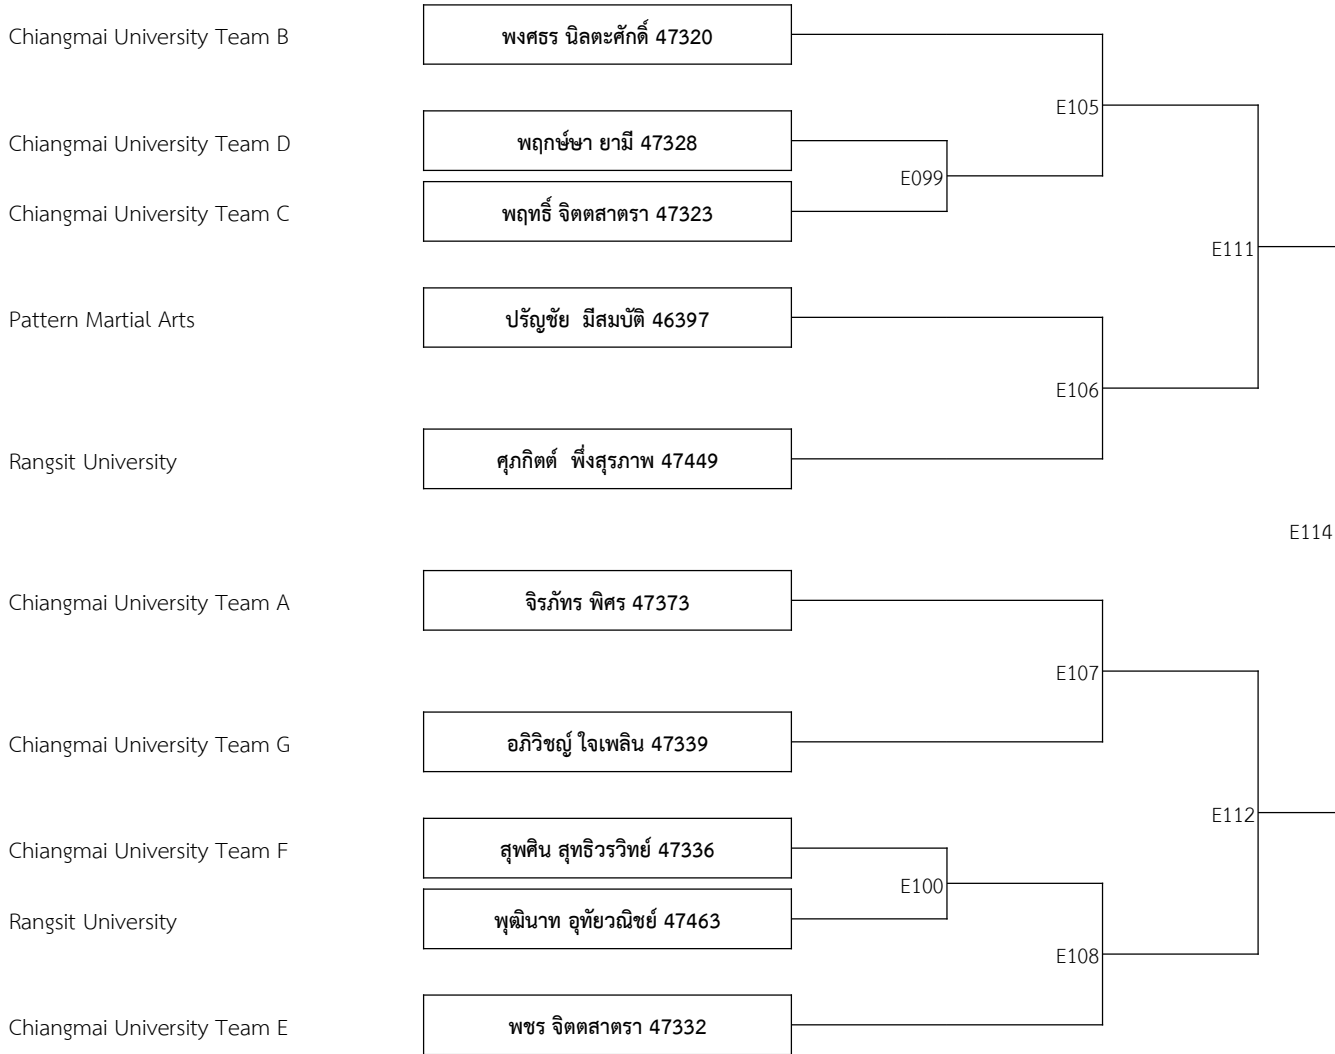 Chiangmai University Team B
พงศธร นิลตะศักดิ์ 47320
E105
Chiangmai University Team D
พฤกษ์ษา ยามี 47328
E099
Chiangmai University Team C
พฤทธิ์ จิตตสาตรา 47323
E111
Pattern Martial Arts
ปรัญชัย  มีสมบัติ 46397
E106
Rangsit University
ศุภกิตต์  พึ่งสุรภาพ 47449
E114
Chiangmai University Team A
จิรภัทร พิศร 47373
E107
Chiangmai University Team G
อภิวิชญ์ ใจเพลิน 47339
E112
Chiangmai University Team F
สุพศิน สุทธิวรวิทย์ 47336
E100
Rangsit University
พุฒินาท อุทัยวณิชย์ 47463
E108
Chiangmai University Team E
พชร จิตตสาตรา 47332